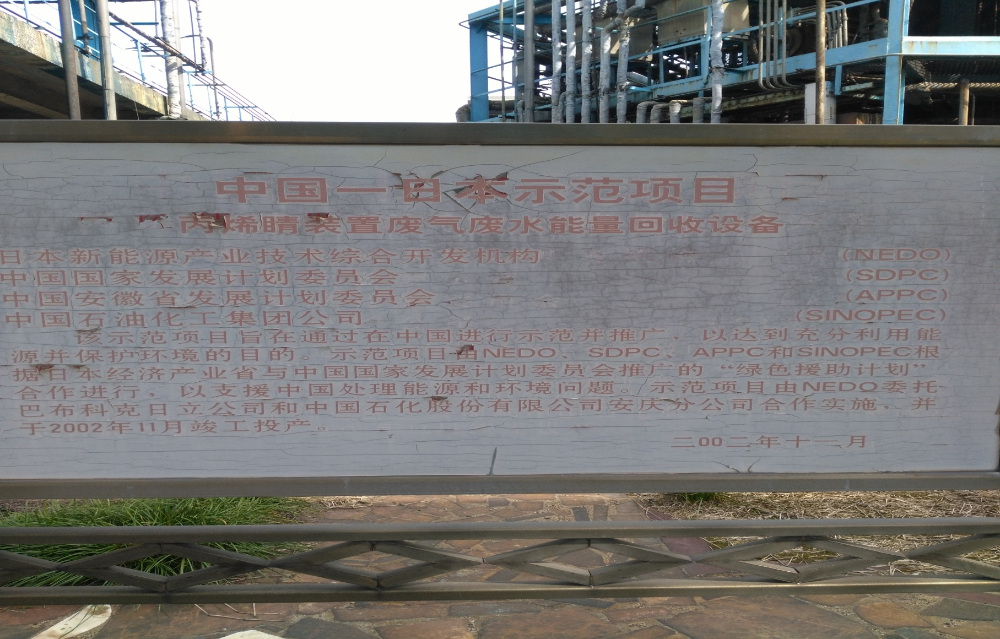 中国一日本示范项目
丙烯睛装置废气废水能量回收设备
日本新能源产业技术综合开发机构 (NEDO)
中国国家发展计划委员会 (SDPC)
中国安徽省发展计划委员会 (APPC)
中国石油化工集团公司 (SINOPEC)
该示范项目旨在通过在中国进行示范并推广，以达到充分利用能
源并保护环境的目的。示范项目由NEDO、SDPC、APPC和SINOPEC根
据日本经济产业省与中国国家发展计划委员会推广的“绿色援助计划”
合作进行，以支援中国处理能源和环境问题。示范项目由NEDO委托
巴布科克日立公司和中国石化股份有限公司安庆分公司合作实施，并
于2002年11月竣工投产。
二00二年十一月